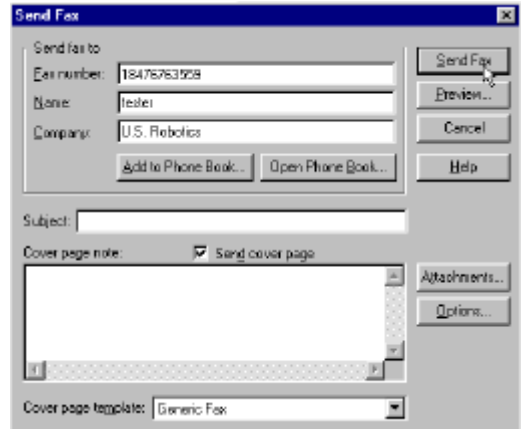 Send Fax
Send fax to
Fax number: 18476763559
Name: tester
Company: U.S. Robotics
Add to Phone Book... Open Phone Book...
Send Fax
Preview...
Cancel
Help
Subject:
Cover page note: Send cover page
Attachments...
Options...
Cover page template: Generic Fax